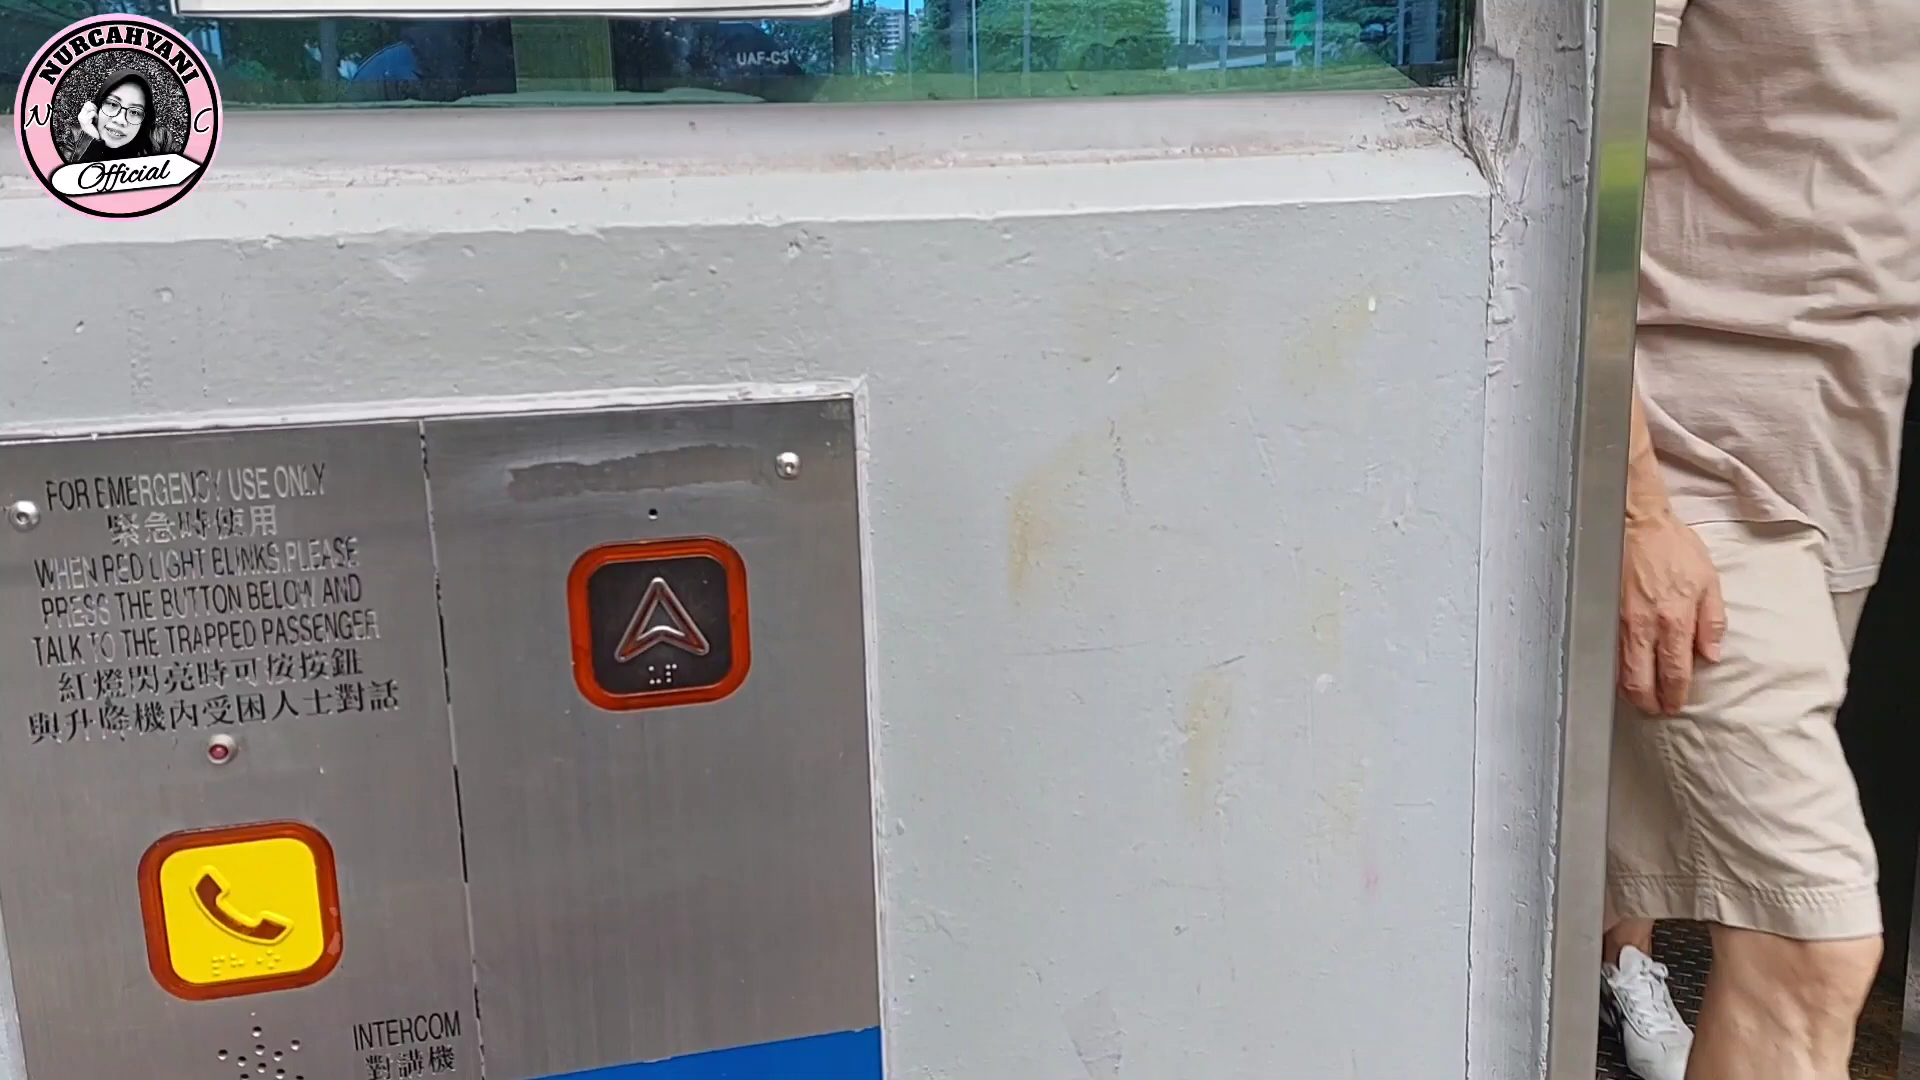 NURCAHYANI
N C
Official
UAF-C3
FOR EMERGENCY USE ONLY
緊急時使用
WHEN RED LIGHT BLINKS,PLEASE
PRESS THE BUTTON BELOW AND
TALK TO THE TRAPPED PASSENGER
紅燈閃亮時可按按鈕
與升降機內受困人士對話
INTERCOM
對講機